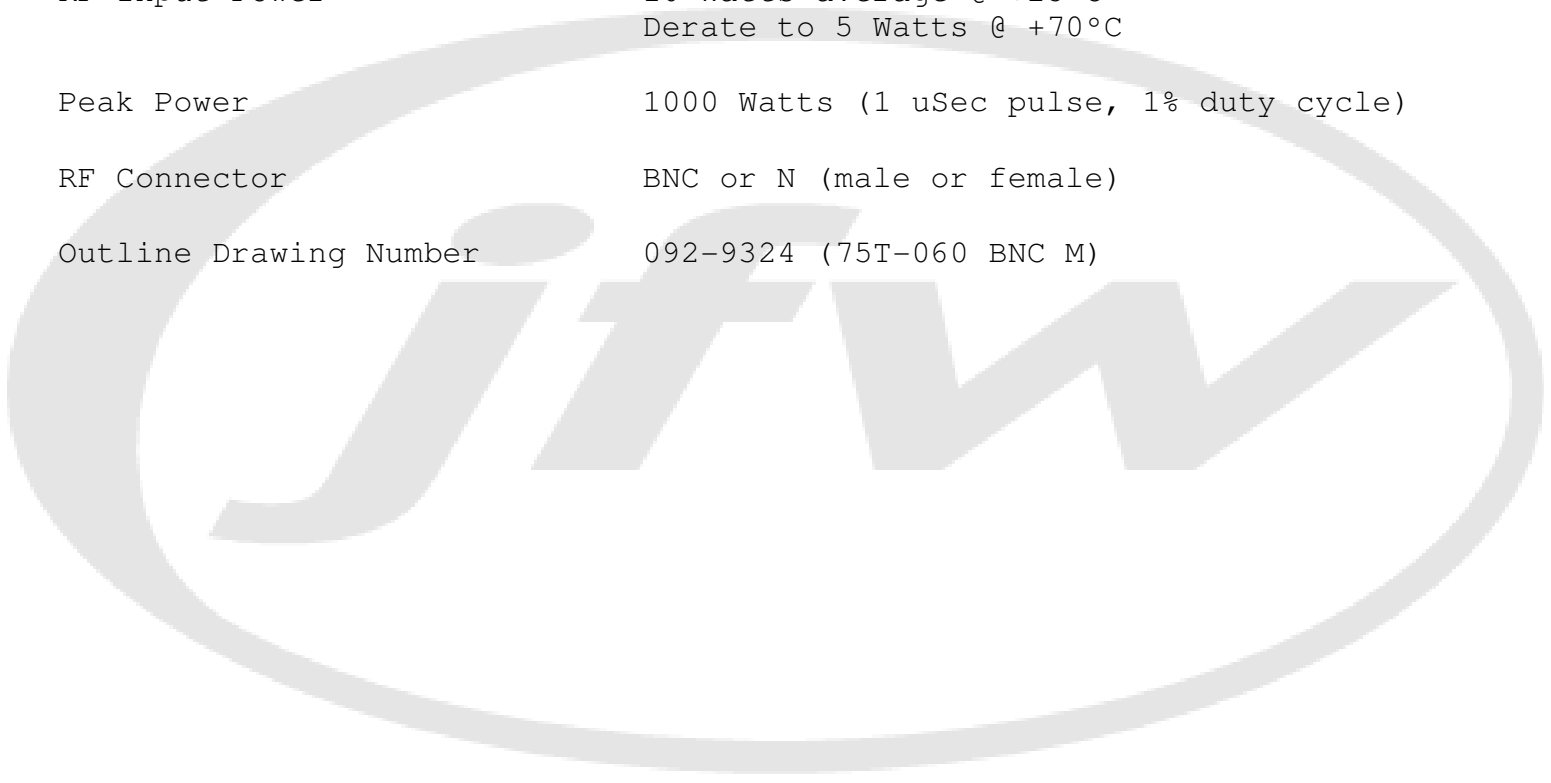 Derate to 5 Watts @ +70°C
Peak Power 1000 Watts (1 uSec pulse, 1% duty cycle)
RF Connector BNC or N (male or female)
Outline Drawing Number 092-9324 (75T-060 BNC M)
jfw